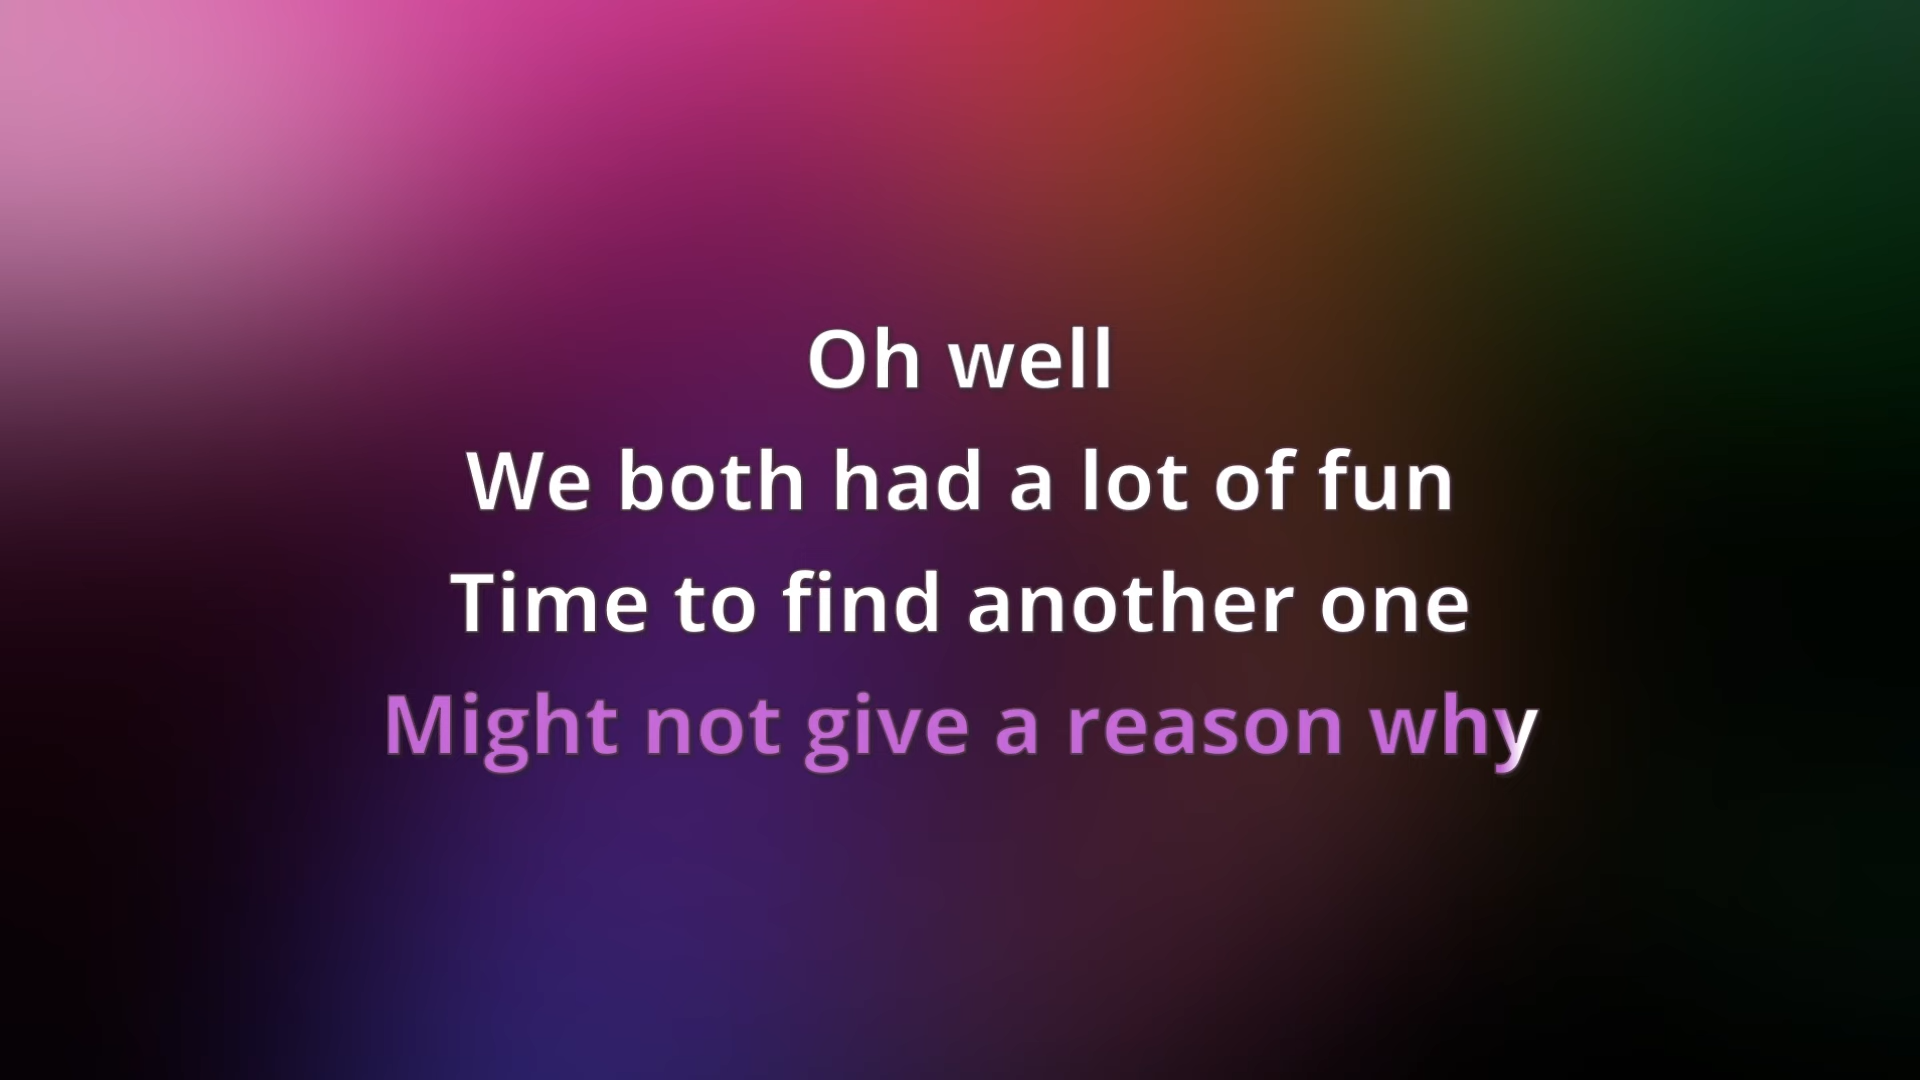 Oh well
We both had a lot of fun
Time to find another one
Might not give a reason why